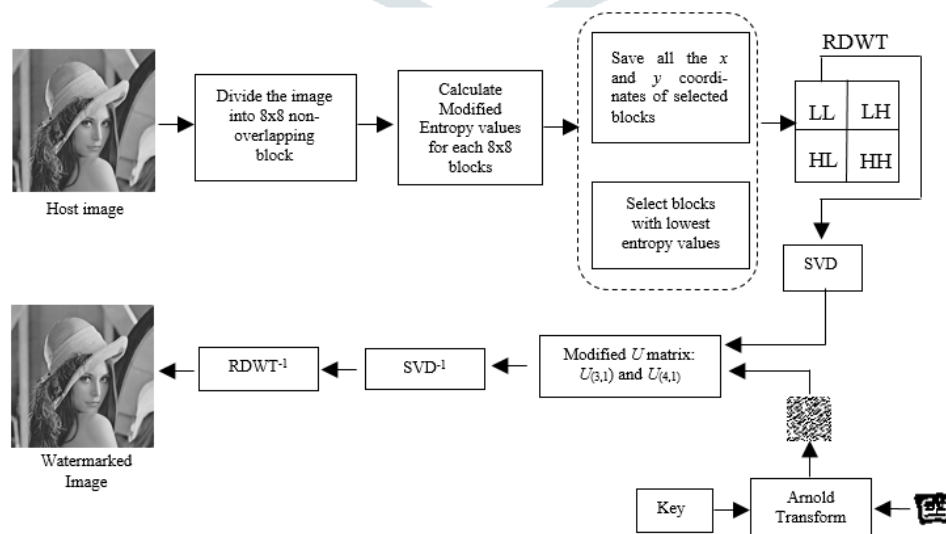 Host image
Divide the image
into 8x8 non-
overlapping
block
Calculate
Modified
Entropy values
for each 8x8
blocks
Save all the x
and y coordi-
nates of selected
blocks
Select blocks
with lowest
entropy values
RDWT
LL LH
HL HH
SVD
Modified U matrix:
U(3,1) and U(4,1)
SVD-1
RDWT-1
Watermarked
Image
Key
Arnold
Transform